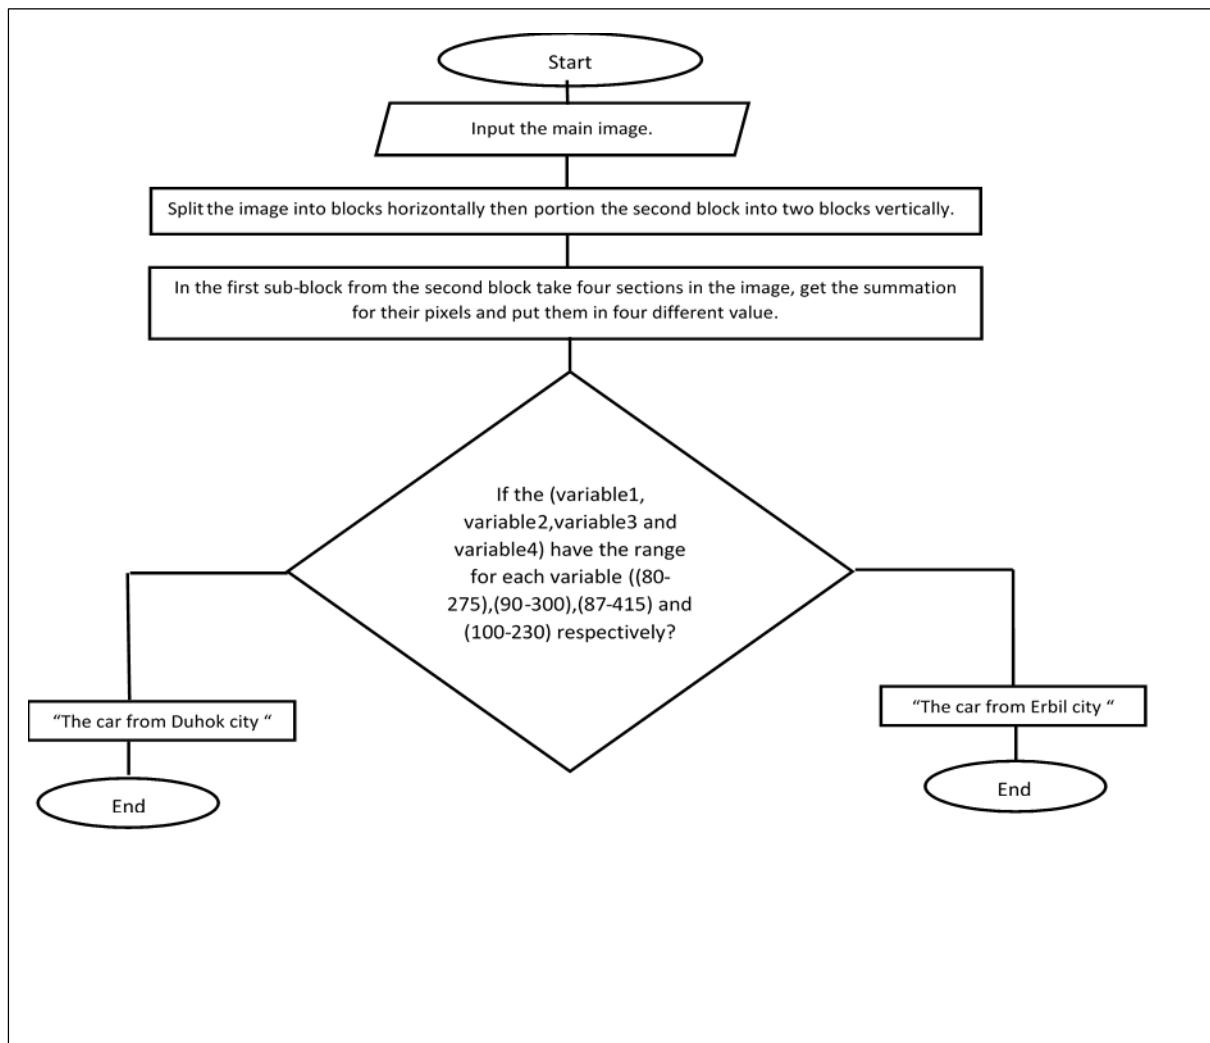 Start
Input the main image.
Split the image into blocks horizontally then portion the second block into two blocks vertically.
In the first sub-block from the second block take four sections in the image, get the summation
for their pixels and put them in four different value.
If the (variable1,
variable2,variable3 and
variable4) have the range
for each variable ((80-
275),(90-300),(87-415) and
(100-230) respectively?
“The car from Duhok city “
End
“The car from Erbil city “
End